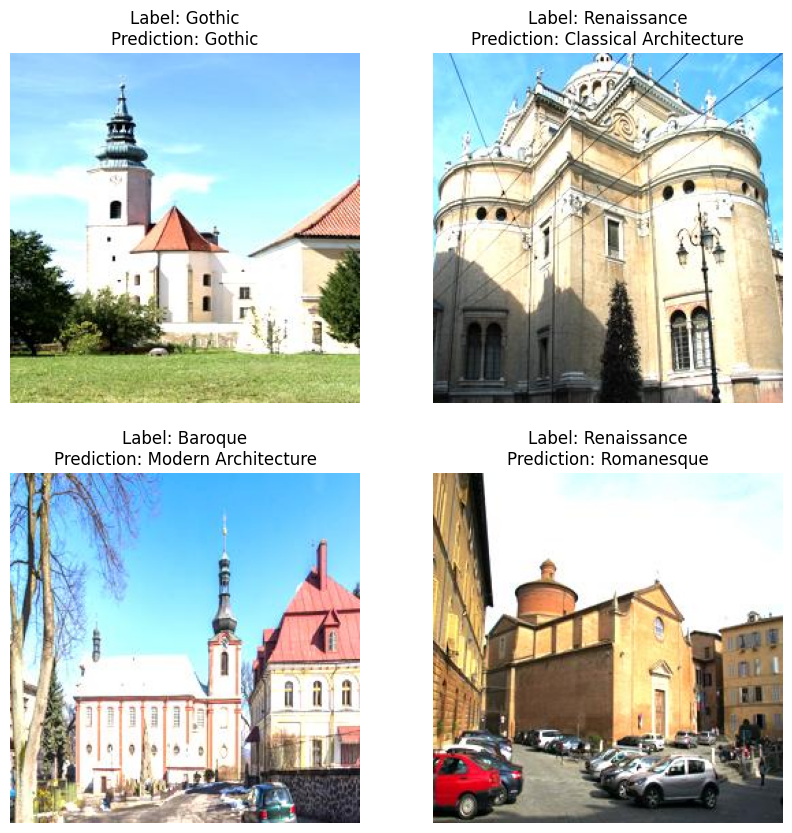 Label: Gothic
Prediction: Gothic
Label: Renaissance
Prediction: Classical Architecture
Label: Baroque
Prediction: Modern Architecture
Label: Renaissance
Prediction: Romanesque